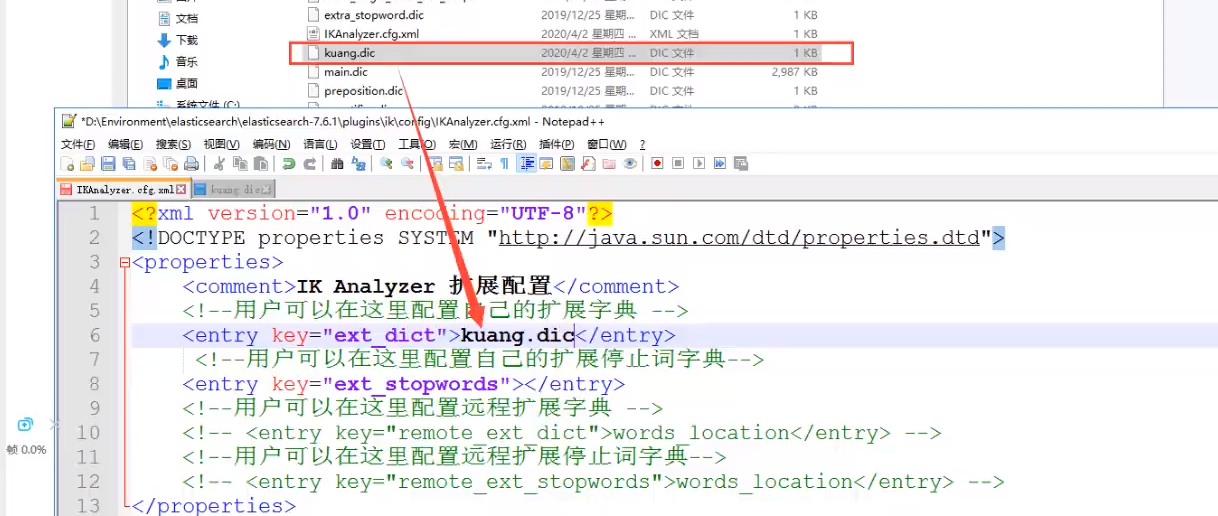 文档
extra_stopword.dic 2019/12/25 星期... DIC 文件 1 KB
下载
IKAnalyzer.cfg.xml 2020/4/2 星期四 ... XML 文档 1 KB
音乐
kuang.dic 2020/4/2 星期四 ... DIC 文件 1 KB
main.dic 2019/12/25 星期... DIC 文件 2,987 KB
桌面
preposition.dic 2019/12/25 星期... DIC 文件 1 KB
系统文件 (C:)
*D:\Environment\elasticsearch\elasticsearch-7.6.1\plugins\ik\config\IKAnalyzer.cfg.xml - Notepad++
文件(F) 编辑(E) 搜索(S) 视图(V) 编码(N) 语言(L) 设置(T) 工具(O) 宏(M) 运行(R) 插件(P) 窗口(W) ?
IKAnalyzer.cfg.xml kuang.dic
1 <?xml version="1.0" encoding="UTF-8"?>
2 <!DOCTYPE properties SYSTEM "http://java.sun.com/dtd/properties.dtd">
3 <properties>
4 <comment>IK Analyzer 扩展配置</comment>
5 <!--用户可以在这里配置自己的扩展字典 -->
6 <entry key="ext_dict">kuang.dic</entry>
7 <!--用户可以在这里配置自己的扩展停止词字典-->
8 <entry key="ext_stopwords"></entry>
9 <!--用户可以在这里配置远程扩展字典 -->
10 <!-- <entry key="remote_ext_dict">words_location</entry> -->
11 <!--用户可以在这里配置远程扩展停止词字典-->
12 <!-- <entry key="remote_ext_stopwords">words_location</entry> -->
13 </properties>
帧 0.0%